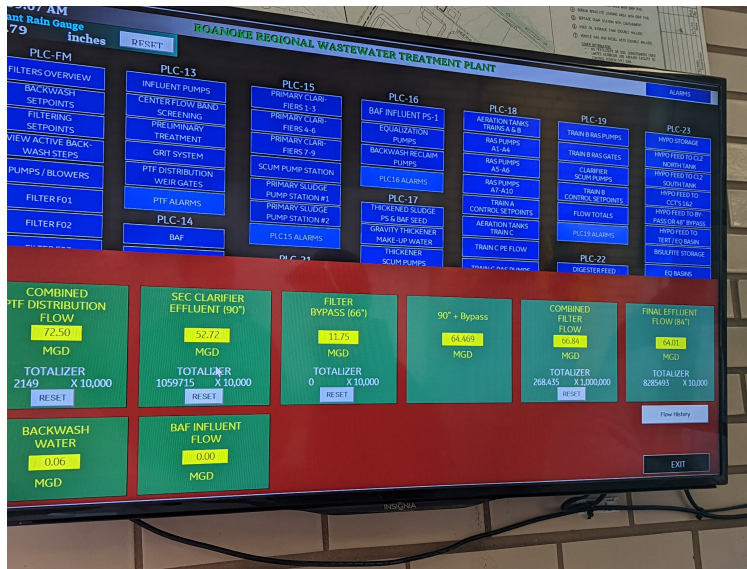 :07 AM
ant Rain Gauge
.79 inches RESET
ROANOKE REGIONAL WASTEWATER TREATMENT PLANT
ALARMS
PLC-FM
FILTERS OVERVIEW
BACKWASH
SETPOINTS
FILTERING
SETPOINTS
VIEW ACTIVE BACK-
WASH STEPS
PUMPS / BLOWERS
FILTER F01
FILTER F02
PLC-13
INFLUENT PUMPS
CENTER FLOW BAND
SCREENING
PRELIMINARY
TREATMENT
GRIT SYSTEM
PTF DISTRIBUTION
WEIR GATES
PTF ALARMS
PLC-14
BAF
PLC-15
PRIMARY CLARI-
FIERS 1-3
PRIMARY CLARI-
FIERS 4-6
PRIMARY CLARI-
FIERS 7-9
SCUM PUMP STATION
PRIMARY SLUDGE
PUMP STATION #1
PRIMARY SLUDGE
PUMP STATION #2
PLC15 ALARMS
PLC-21
PLC-16
BAF INFLUENT PS-1
EQUALIZATION
PUMPS
BACKWASH RECLAIM
PUMPS
PLC16 ALARMS
PLC-17
THICKENED SLUDGE
PS & BAF SEED
GRAVITY THICKENER
MAKE-UP WATER
THICKENER
SCUM PUMPS
PLC-18
AERATION TANKS
TRAINS A & B
RAS PUMPS
A1-A4
RAS PUMPS
A5-A6
RAS PUMPS
A7-A10
TRAIN A
CONTROL SETPOINTS
AERATION TANKS
TRAIN C
TRAIN C PE FLOW
TRAIN C RAS PUMPS
PLC-19
TRAIN B RAS PUMPS
TRAIN B RAS GATES
CLARIFIER
SCUM PUMPS
TRAIN B
CONTROL SETPOINTS
FLOW TOTALS
PLC19 ALARMS
PLC-22
DIGESTER FEED
PLC-23
HYPO STORAGE
HYPO FEED TO CL2
NORTH TANK
HYPO FEED TO CL2
SOUTH TANK
HYPO FEED TO
CCT'S 1&2
HYPO FEED TO BY-
PASS OR 48" BYPASS
HYPO FEED TO
TERT / EQ BASIN
BISULFITE STORAGE
EQ BASINS
COMBINED
PTF DISTRIBUTION
FLOW
72.50
MGD
TOTALIZER
2149 X 10,000
RESET
SEC CLARIFIER
EFFLUENT (90")
52.72
MGD
TOTALIZER
1059715 X 10,000
RESET
FILTER
BYPASS (66")
11.75
MGD
TOTALIZER
0 X 10,000
RESET
90" + Bypass
64.469
MGD
COMBINED
FILTER
FLOW
66.84
MGD
TOTALIZER
268.435 X 1,000,000
RESET
FINAL EFFLUENT
FLOW (84")
64.01
MGD
TOTALIZER
8285493 X 10,000
Flow History
BACKWASH
WATER
0.06
MGD
BAF INFLUENT
FLOW
0.00
MGD
EXIT
INSIGNIA